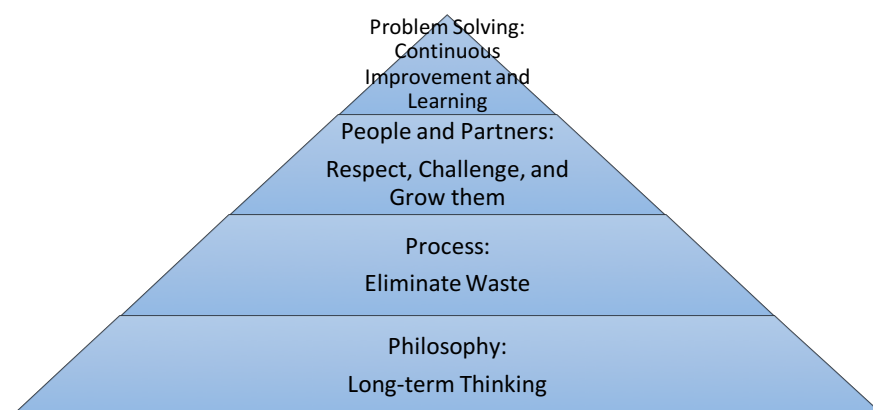 Problem Solving:
Continuous
Improvement and
Learning
People and Partners:
Respect, Challenge, and
Grow them
Process:
Eliminate Waste
Philosophy:
Long-term Thinking